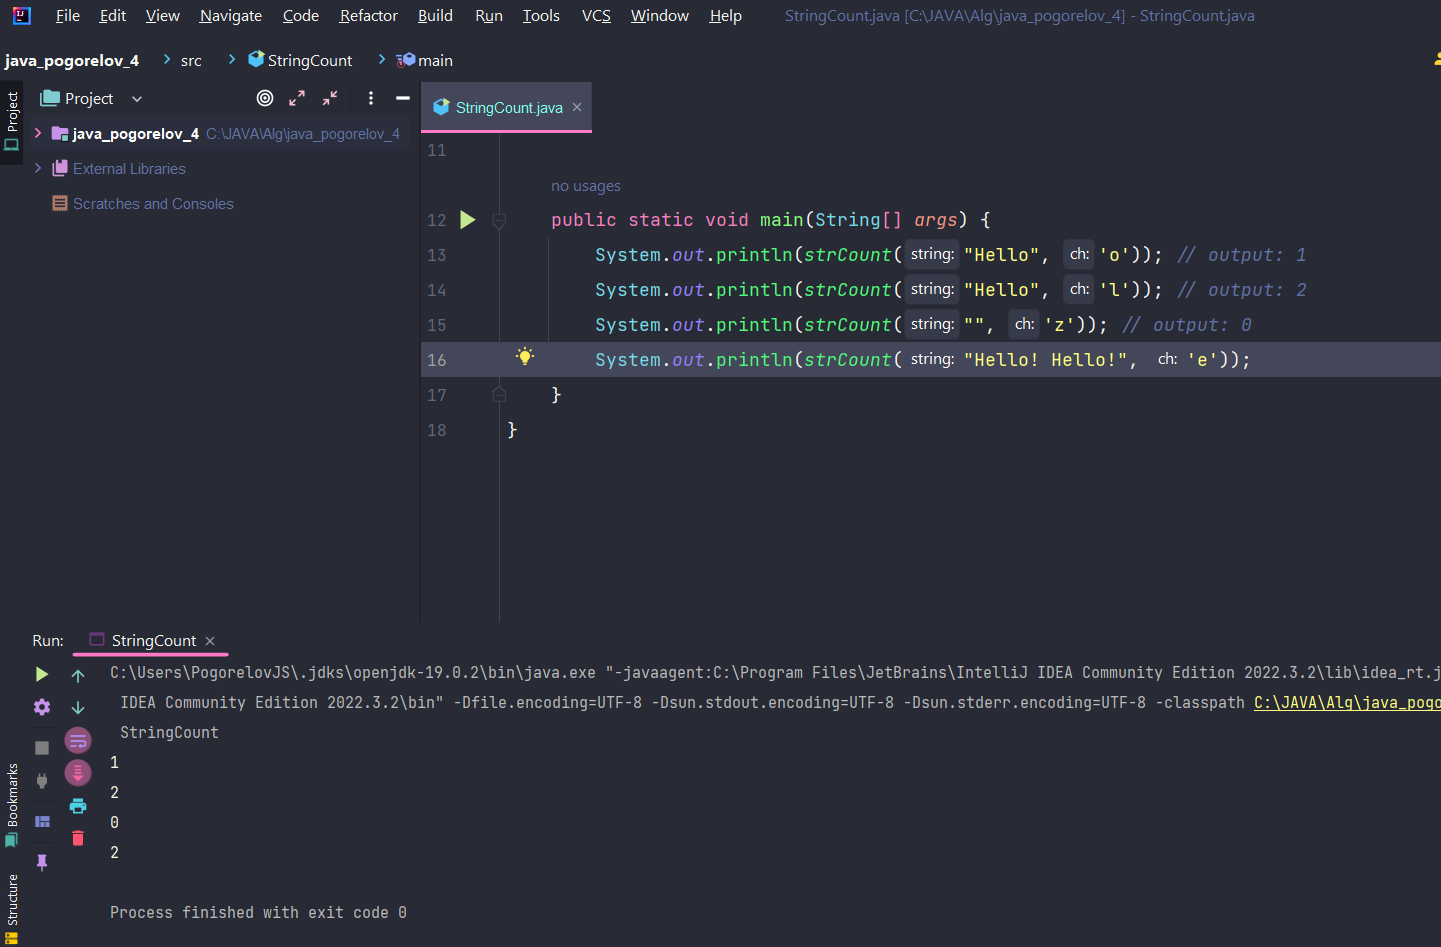 File Edit View Navigate Code Refactor Build Run Tools VCS Window Help StringCount.java [C:\JAVA\Alg\java_pogorelov_4] - StringCount.java
java_pogorelov_4 src StringCount main
Project
Project
java_pogorelov_4 C:\JAVA\Alg\java_pogorelov_4
External Libraries
Scratches and Consoles
StringCount.java
11
no usages
12 public static void main(String[] args) {
13 System.out.println(strCount( string: "Hello", ch: 'o')); // output: 1
14 System.out.println(strCount( string: "Hello", ch: 'l')); // output: 2
15 System.out.println(strCount( string: "", ch: 'z')); // output: 0
16 System.out.println(strCount( string: "Hello! Hello!", ch: 'e'));
17 }
18 }
Run: StringCount
C:\Users\PogorelovJS\.jdks\openjdk-19.0.2\bin\java.exe "-javaagent:C:\Program Files\JetBrains\IntelliJ IDEA Community Edition 2022.3.2\lib\idea_rt.j
IDEA Community Edition 2022.3.2\bin" -Dfile.encoding=UTF-8 -Dsun.stdout.encoding=UTF-8 -Dsun.stderr.encoding=UTF-8 -classpath C:\JAVA\Alg\java_pogo
StringCount
1
2
0
2
Process finished with exit code 0
Bookmarks
Structure